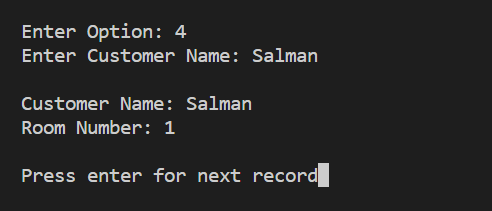 Enter Option: 4
Enter Customer Name: Salman
Customer Name: Salman
Room Number: 1
Press enter for next record